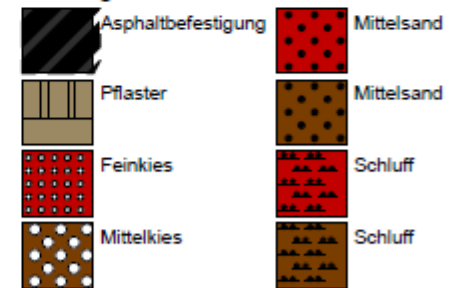 Asphaltbefestigung
Mittelsand
Pflaster
Mittelsand
Feinkies
Schluff
Mittelkies
Schluff